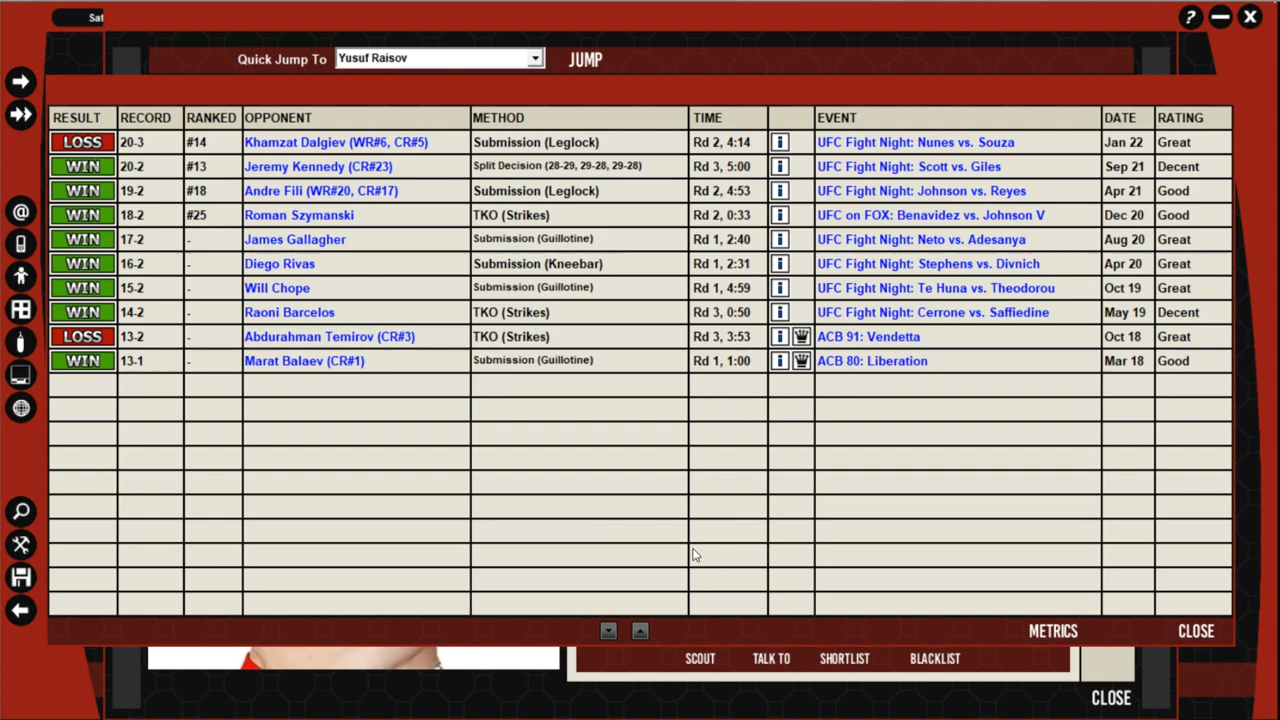 Sat
Quick Jump To Yusuf Raisov JUMP
RESULT RECORD RANKED OPPONENT METHOD TIME EVENT DATE RATING
LOSS 20-3 #14 Khamzat Dalgiev (WR#6, CR#5) Submission (Leglock) Rd 2, 4:14 i UFC Fight Night: Nunes vs. Souza Jan 22 Great
WIN 20-2 #13 Jeremy Kennedy (CR#23) Split Decision (28-29, 29-28, 29-28) Rd 3, 5:00 i UFC Fight Night: Scott vs. Giles Sep 21 Decent
WIN 19-2 #18 Andre Fili (WR#20, CR#17) Submission (Leglock) Rd 2, 4:53 i UFC Fight Night: Johnson vs. Reyes Apr 21 Good
WIN 18-2 #25 Roman Szymanski TKO (Strikes) Rd 2, 0:33 i UFC on FOX: Benavidez vs. Johnson V Dec 20 Good
WIN 17-2 - James Gallagher Submission (Guillotine) Rd 1, 2:40 i UFC Fight Night: Neto vs. Adesanya Aug 20 Great
WIN 16-2 - Diego Rivas Submission (Kneebar) Rd 1, 2:31 i UFC Fight Night: Stephens vs. Divnich Apr 20 Great
WIN 15-2 - Will Chope Submission (Guillotine) Rd 1, 4:59 i UFC Fight Night: Te Huna vs. Theodorou Oct 19 Great
WIN 14-2 - Raoni Barcelos TKO (Strikes) Rd 3, 0:50 i UFC Fight Night: Cerrone vs. Saffiedine May 19 Decent
LOSS 13-2 - Abdurahman Temirov (CR#3) TKO (Strikes) Rd 3, 3:53 i ACB 91: Vendetta Oct 18 Great
WIN 13-1 - Marat Balaev (CR#1) Submission (Guillotine) Rd 1, 1:00 i ACB 80: Liberation Mar 18 Good
METRICS CLOSE
SCOUT TALK TO SHORTLIST BLACKLIST
CLOSE